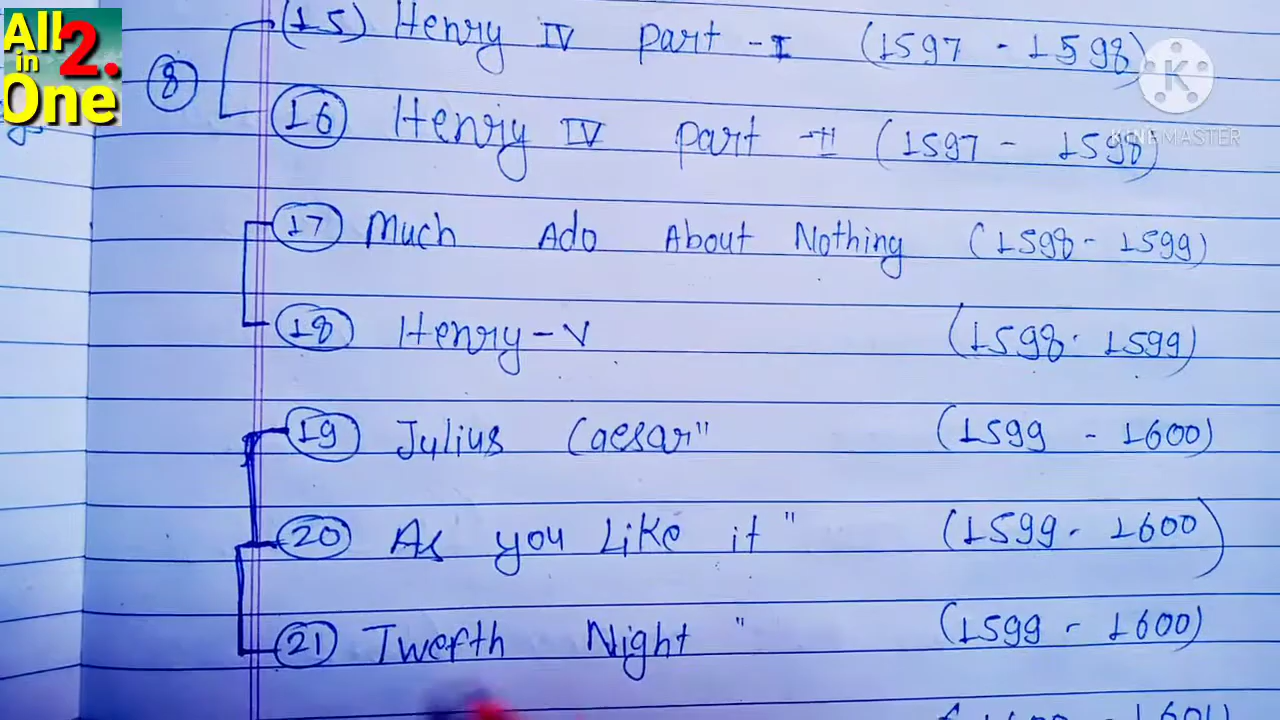 All 2.
in
One
(15) Henry IV part - I (1597 - 1598)
8
K
KINEMASTER
16 Henry IV part - II (1597 - 1598)
17 Much Ado About Nothing (1598 - 1599)
18 Henry - V (1598 - 1599)
19 Julius Caesar" (1599 - 1600)
20 As you Like it" (1599 - 1600)
21 Twefth Night" (1599 - 1600)